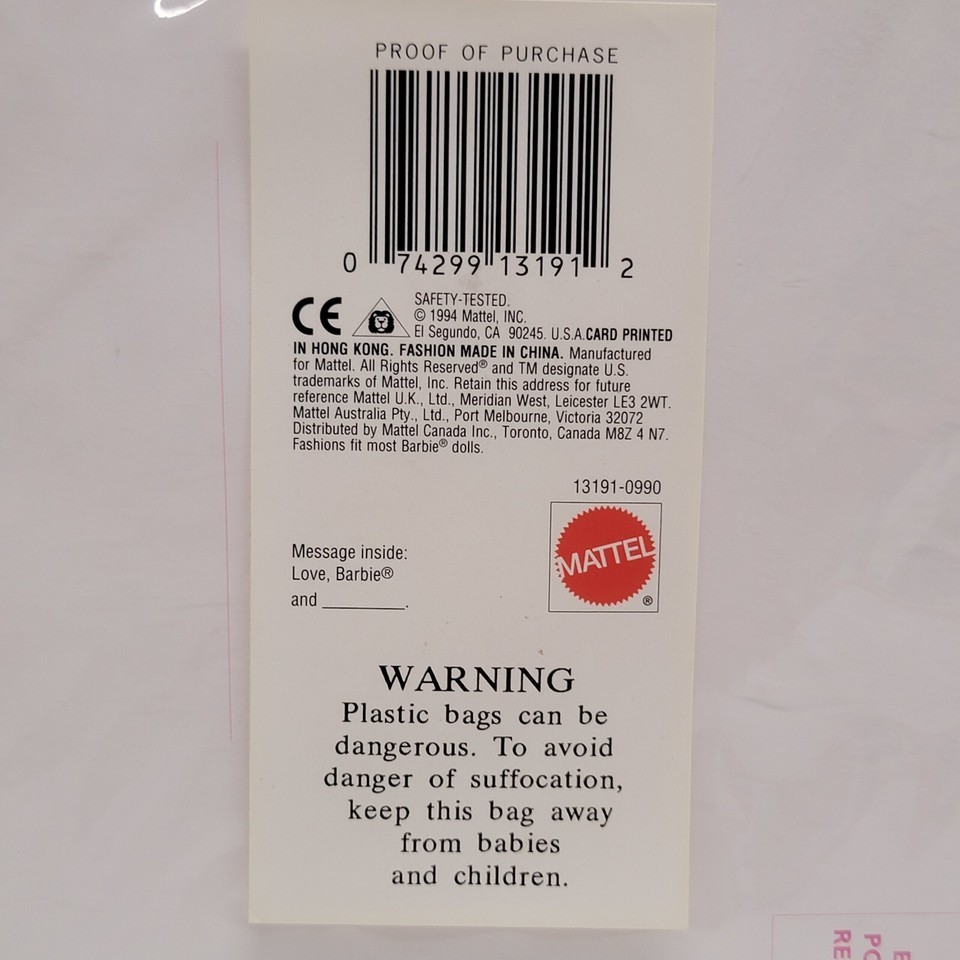 PROOF OF PURCHASE
0 74299 13191 2
CE
SAFETY-TESTED.
© 1994 Mattel, INC.
El Segundo, CA 90245. U.S.A.CARD PRINTED
IN HONG KONG. FASHION MADE IN CHINA. Manufactured
for Mattel. All Rights Reserved® and TM designate U.S.
trademarks of Mattel, Inc. Retain this address for future
reference Mattel U.K., Ltd., Meridian West, Leicester LE3 2WT.
Mattel Australia Pty., Ltd., Port Melbourne, Victoria 32072
Distributed by Mattel Canada Inc., Toronto, Canada M8Z 4 N7.
Fashions fit most Barbie® dolls.
13191-0990
MATTEL
®
Message inside:
Love, Barbie®
and __________.
WARNING
Plastic bags can be
dangerous. To avoid
danger of suffocation,
keep this bag away
from babies
and children.